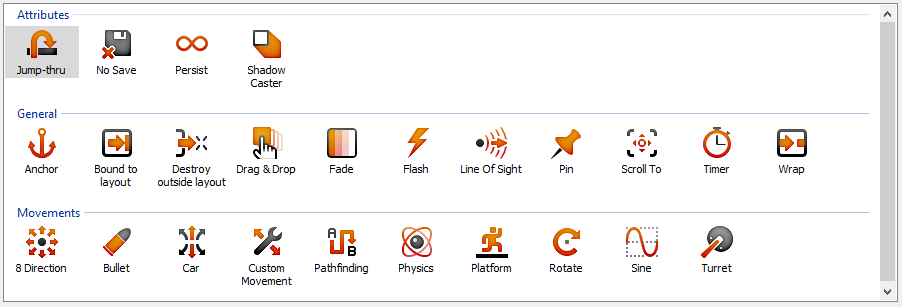 Attributes
Jump-thru No Save Persist Shadow
Caster
General
Anchor Bound to Destroy Drag & Drop Fade Flash Line Of Sight Pin Scroll To Timer Wrap
layout outside layout
Movements
A
B
8 Direction Bullet Car Custom Pathfinding Physics Platform Rotate Sine Turret
Movement